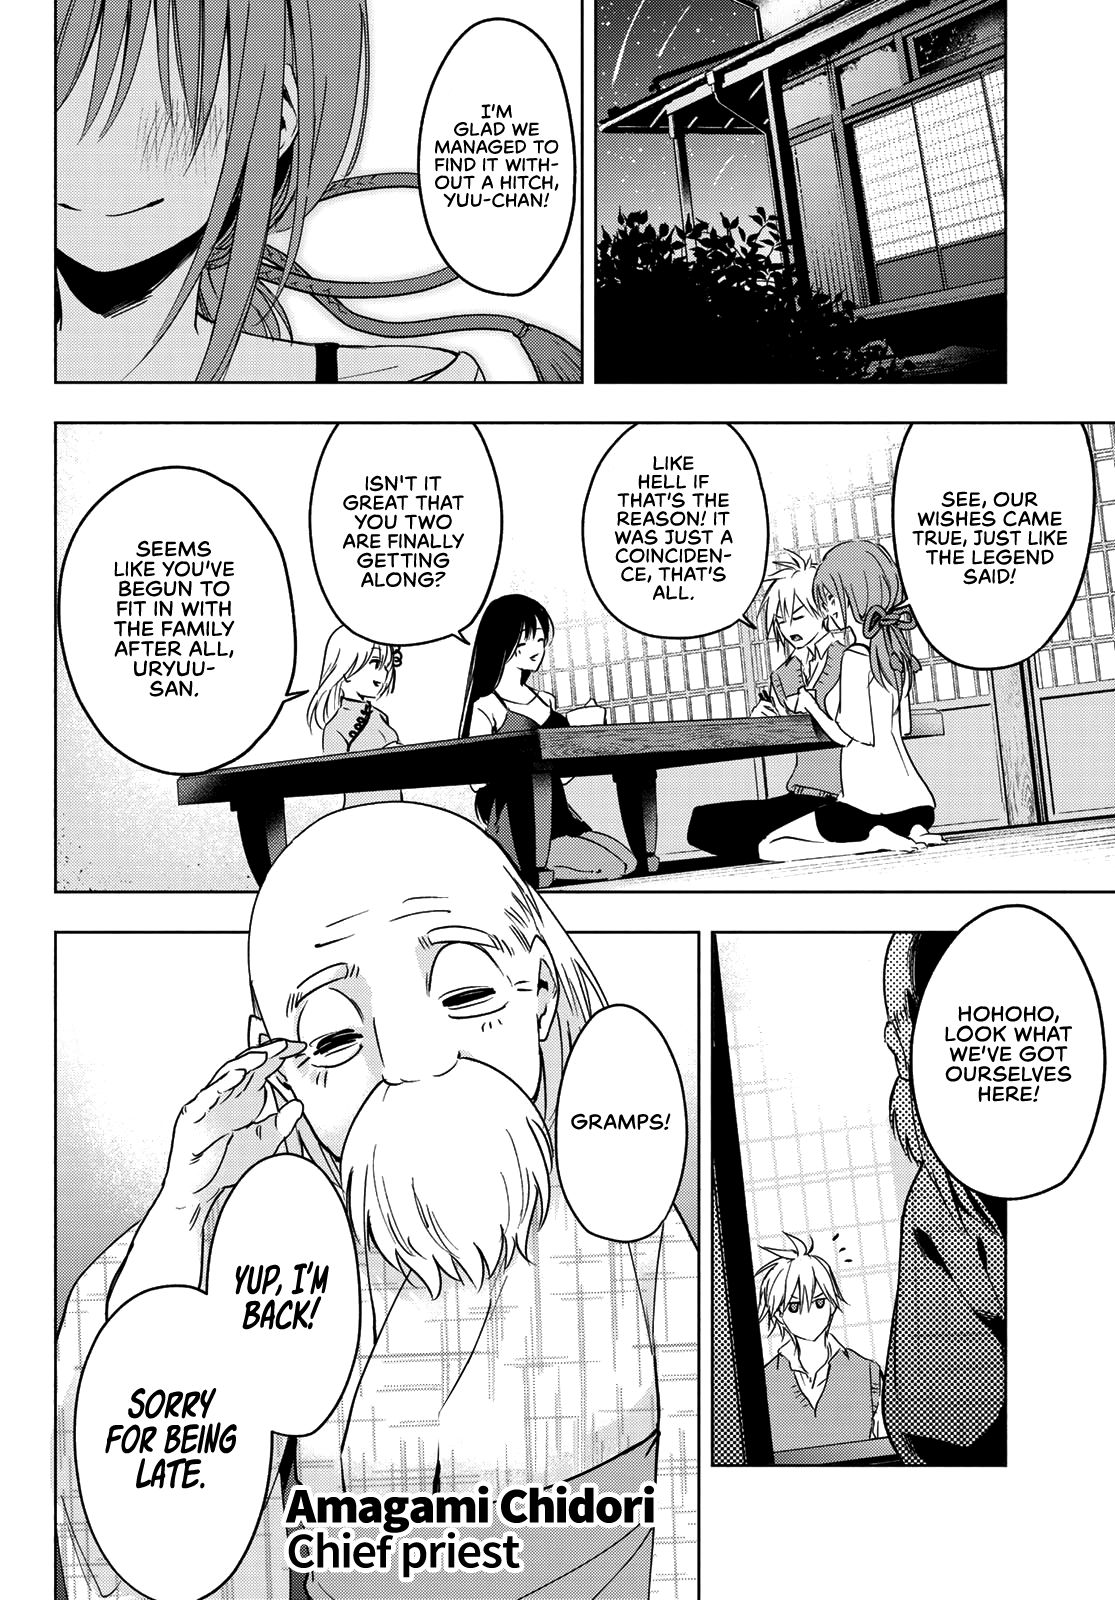 I'M
GLAD WE
MANAGED TO
FIND IT WITH-
OUT A HITCH,
YUU-CHAN!
SEE, OUR
WISHES CAME
TRUE, JUST LIKE
THE LEGEND
SAID!
LIKE
HELL IF
THAT'S THE
REASON! IT
WAS JUST A
COINCIDEN-
CE, THAT'S
ALL.
ISN'T IT
GREAT THAT
YOU TWO
ARE FINALLY
GETTING
ALONG?
SEEMS
LIKE YOU'VE
BEGUN TO
FIT IN WITH
THE FAMILY
AFTER ALL,
URYUU-
SAN.
HOHOHO,
LOOK WHAT
WE'VE GOT
OURSELVES
HERE!
GRAMPS!
YUP, I'M
BACK!
SORRY
FOR BEING
LATE.
Amagami Chidori
Chief priest